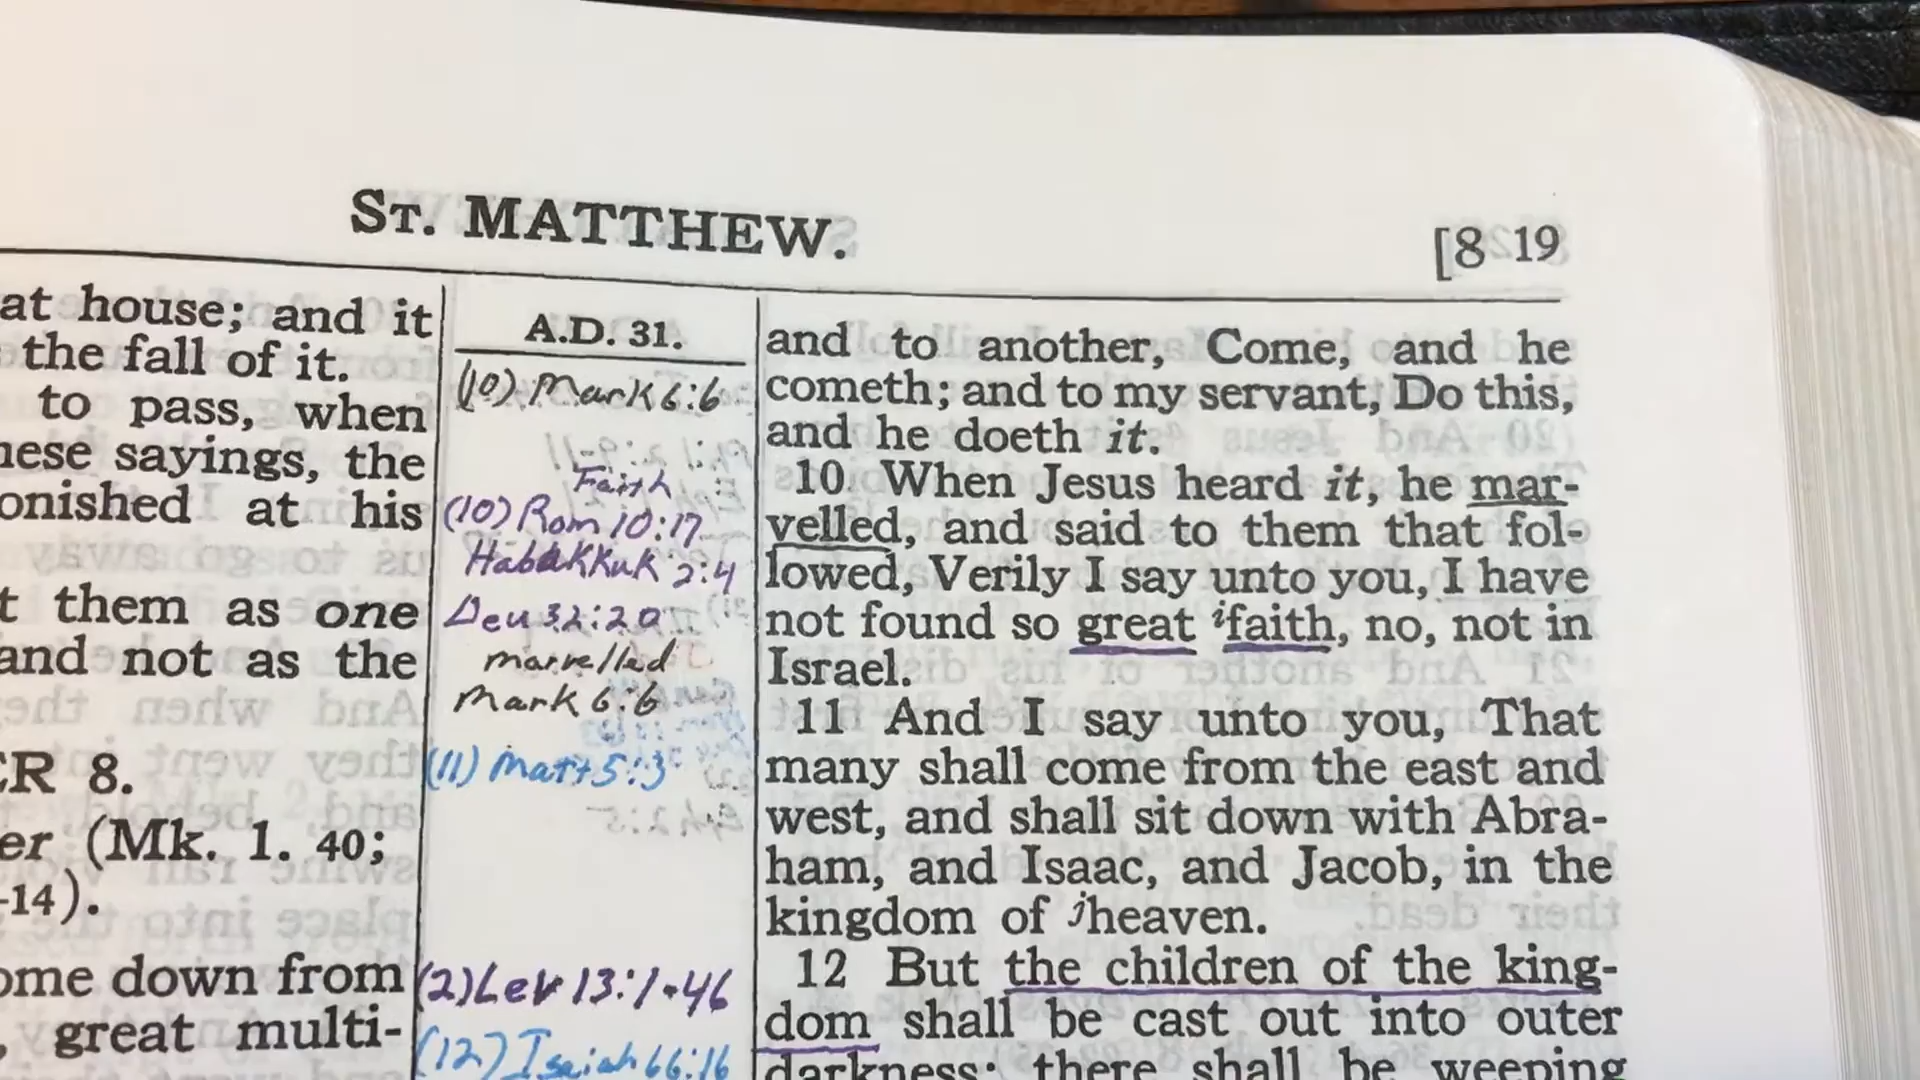 St. MATTHEW.
[8 19
at house; and it
the fall of it.
to pass, when
hese sayings, the
onished at his
t them as one
and not as the
ER 8.
er (Mk. 1. 40;
-14).
ome down from
, great multi-
A.D. 31.
(10) Mark 6:6
Faith
(10) Rom 10:17
Habakkuk 2:4
Deu 32:20
marvelled
Mark 6:6
(11) Matt 5:3
(2) Lev 13:1-46
(12) Isaiah 66:16
and to another, Come, and he
cometh; and to my servant, Do this,
and he doeth it.
10 When Jesus heard it, he mar-
velled, and said to them that fol-
lowed, Verily I say unto you, I have
not found so great ifaith, no, not in
Israel.
11 And I say unto you, That
many shall come from the east and
west, and shall sit down with Abra-
ham, and Isaac, and Jacob, in the
kingdom of jheaven.
12 But the children of the king-
dom shall be cast out into outer
darkness: there shall be weeping